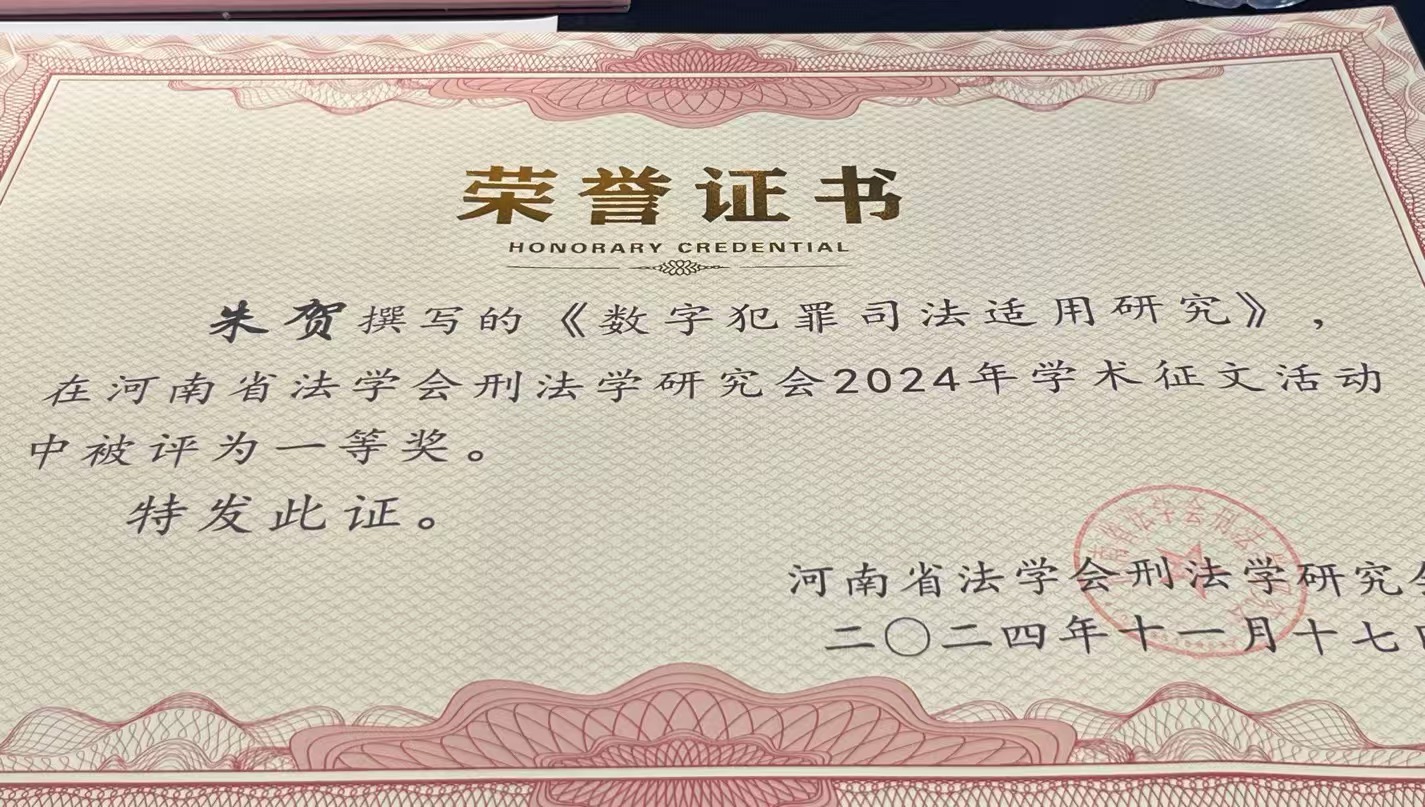 荣誉证书
HONORARY CREDENTIAL
朱贺撰写的《数字犯罪司法适用研究》，
在河南省法学会刑法学研究会2024年学术征文活动
中被评为一等奖。
特发此证。
河南省法学会刑法学研究
二〇二四年十一月十七